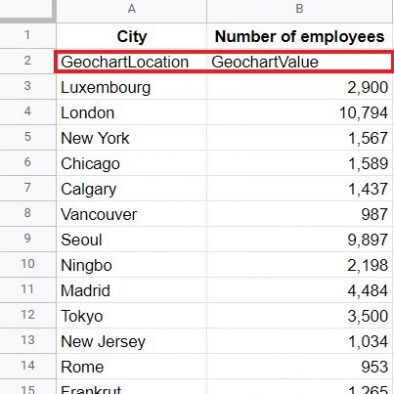 A B
1 City Number of employees
2 GeochartLocation GeochartValue
3 Luxembourg 2,900
4 London 10,794
5 New York 1,567
6 Chicago 1,589
7 Calgary 1,437
8 Vancouver 987
9 Seoul 9,897
10 Ningbo 2,198
11 Madrid 4,484
12 Tokyo 3,500
13 New Jersey 1,034
14 Rome 953
15 Frankrut 1,265